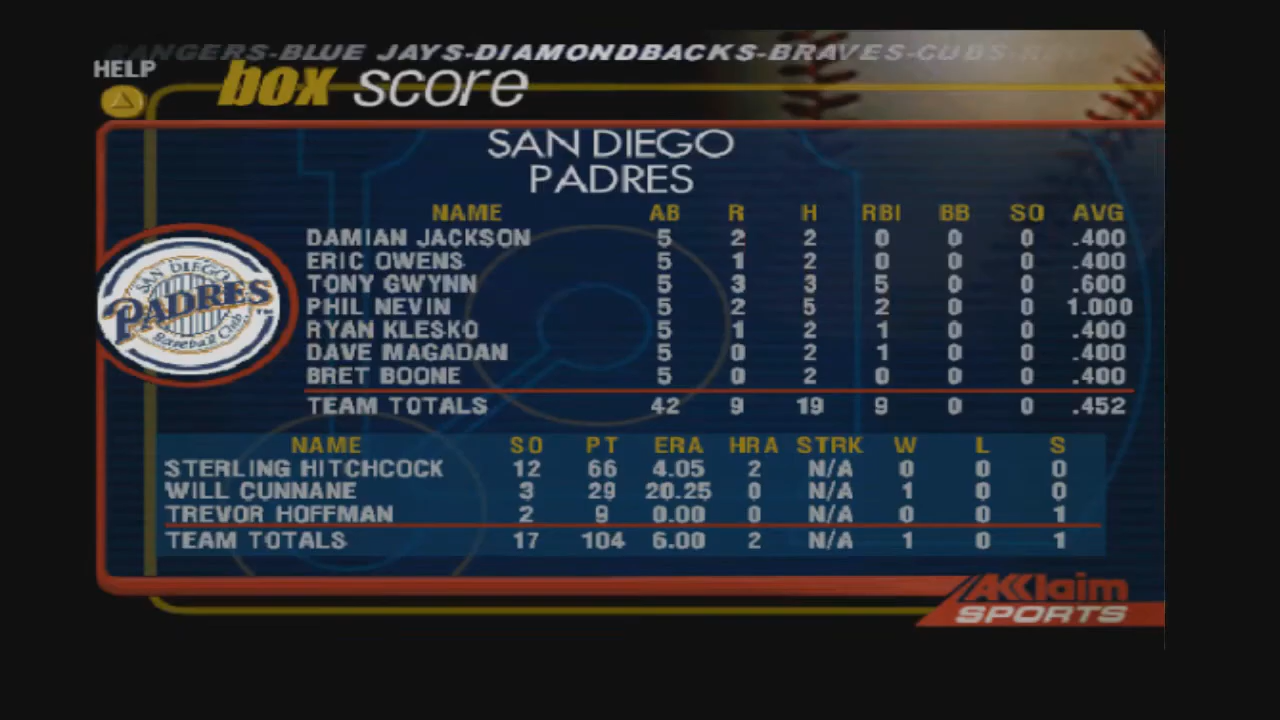 RANGERS-BLUE JAYS-DIAMONDBACKS-BRAVES-CUBS-
HELP
box score
SAN DIEGO
PADRES
NAME AB R H RBI BB SO AVG
DAMIAN JACKSON 5 2 2 0 0 0 .400
ERIC OWENS 5 1 2 0 0 0 .400
TONY GWYNN 5 3 3 5 0 0 .600
PHIL NEVIN 5 2 5 2 0 0 1.000
RYAN KLESKO 5 1 2 1 0 0 .400
DAVE MAGADAN 5 0 2 1 0 0 .400
BRET BOONE 5 0 2 0 0 0 .400
TEAM TOTALS 42 9 19 9 0 0 .452
SAN DIEGO
PADRES
Baseball Club
NAME SO PT ERA HRA STRK W L S
STERLING HITCHCOCK 12 66 4.05 2 N/A 0 0 0
WILL CUNNANE 3 29 20.25 0 N/A 1 0 0
TREVOR HOFFMAN 2 9 0.00 0 N/A 0 0 1
TEAM TOTALS 17 104 6.00 2 N/A 1 0 1
AKKlaim
SPORTS